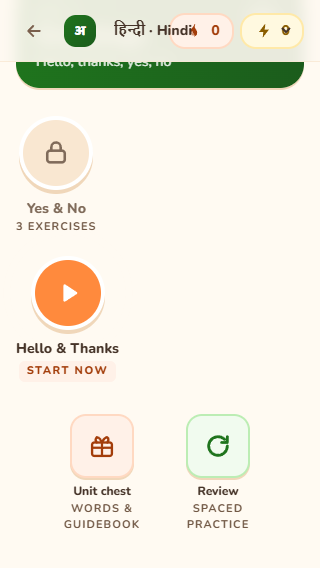 अ
हिन्दी · Hindi
0
Hello, thanks, yes, no
Yes & No
3 EXERCISES
Hello & Thanks
START NOW
Unit chest
WORDS &
GUIDEBOOK
Review
SPACED
PRACTICE